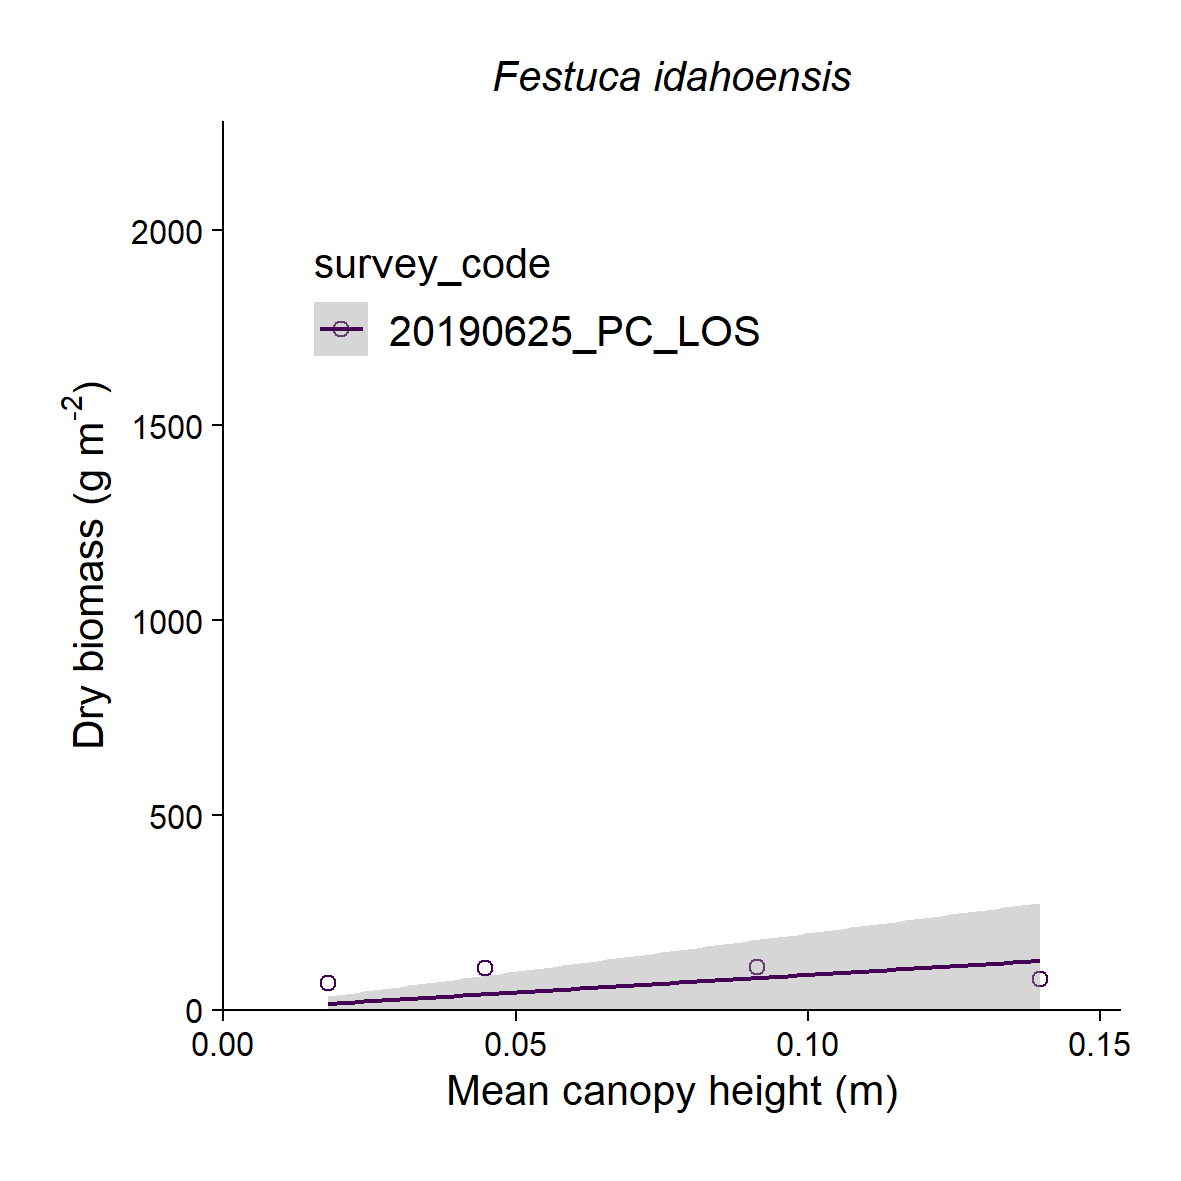 Festuca idahoensis
2000
1500
1000
500
0
Dry biomass (g m⁻²)
survey_code
20190625_PC_LOS
0.00
0.05
0.10
0.15
Mean canopy height (m)